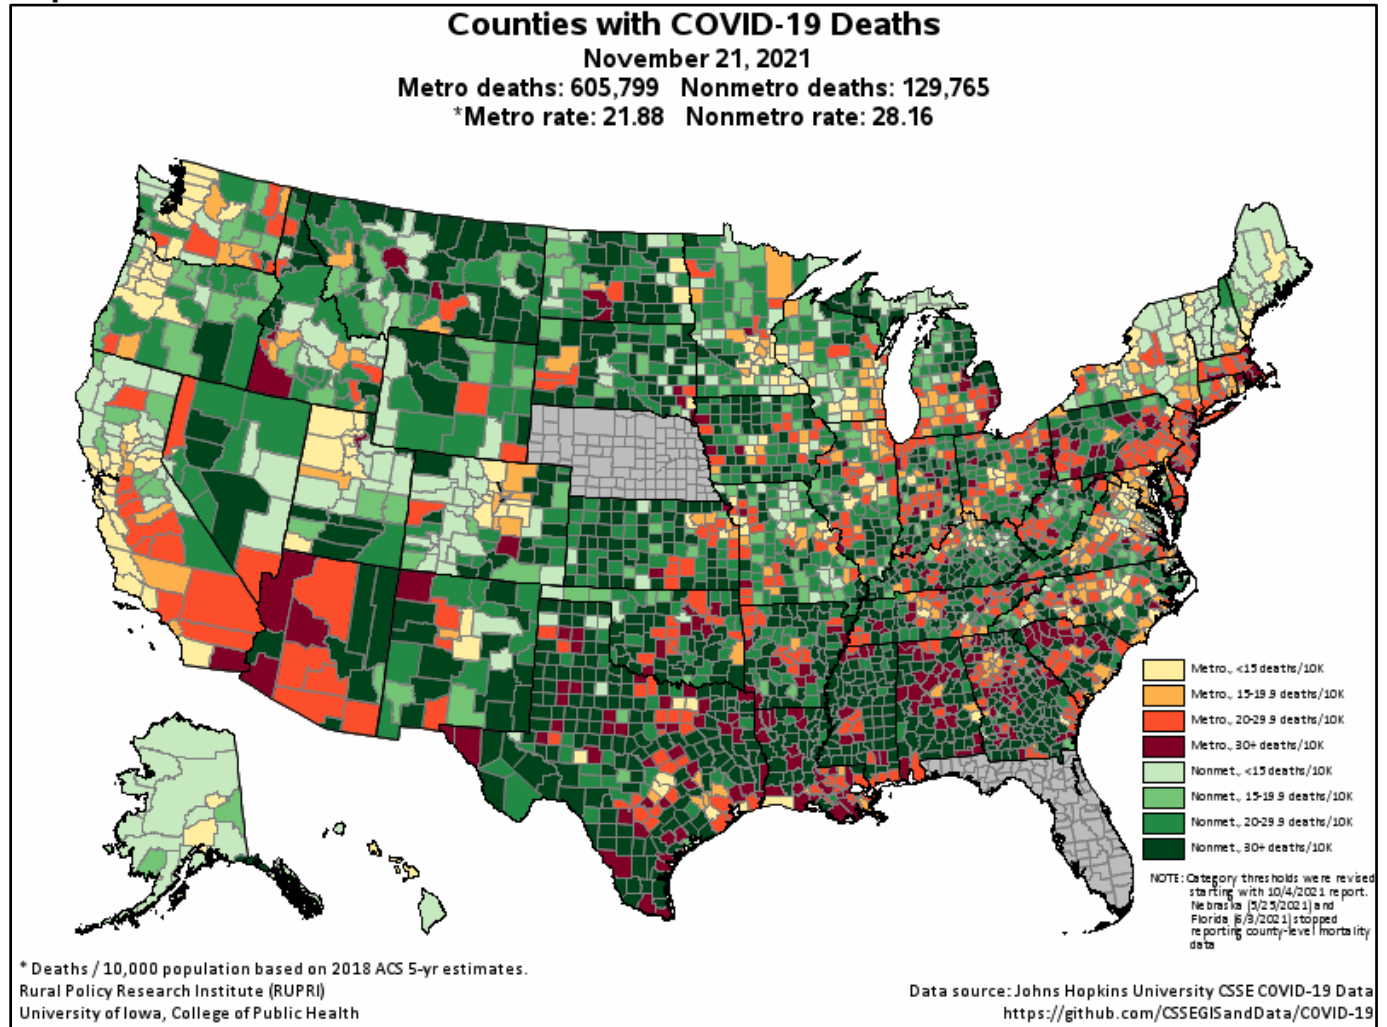 Counties with COVID-19 Deaths
November 21, 2021
Metro deaths: 605,799 Nonmetro deaths: 129,765
*Metro rate: 21.88 Nonmetro rate: 28.16
Metro., <15 deaths/10K
Metro., 15-19.9 deaths/10K
Metro., 20-29.9 deaths/10K
Metro., 30+ deaths/10K
Nonmet., <15 deaths/10K
Nonmet., 15-19.9 deaths/10K
Nonmet., 20-29.9 deaths/10K
Nonmet., 30+ deaths/10K
NOTE: Category thresholds were revised
starting with 10/4/2021 report.
Nebraska (5/25/2021) and
Florida (6/3/2021) stopped
reporting county-level mortality
data
* Deaths / 10,000 population based on 2018 ACS 5-yr estimates.
Rural Policy Research Institute (RUPRI)
University of Iowa, College of Public Health
Data source: Johns Hopkins University CSSE COVID-19 Data
https://github.com/CSSEGISandData/COVID-19